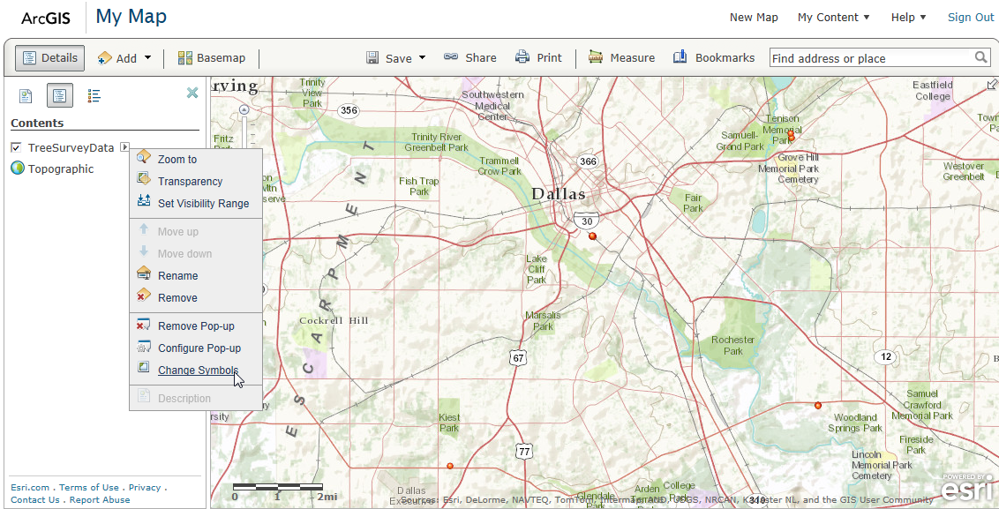 ArcGIS
My Map
New Map
My Content
Help
Sign Out
Details
Add
Basemap
Save
Share
Print
Measure
Bookmarks
Find address or place
Contents
TreeSurveyData
Topographic
Zoom to
Transparency
Set Visibility Range
Move up
Move down
Rename
Remove
Remove Pop-up
Configure Pop-up
Change Symbols
Description
Esri.com . Terms of Use . Privacy .
Contact Us . Report Abuse
rving
Trinity
View
Park
356
Southwestern
Medical
Center
Eastfield
College
Fritz
Trinity River
Greenbelt Park
Tenison
Memorial
Park
Samuell-
Grand Park
Trammell
Crow Park
366
Grove Hill
Memorial Park
Cemetery
Westover
Greenbelt
Fish Trap
Park
Dallas
Fair
Park
30
ESCARPMENT
Lake
Cliff
Park
Cockrell Hill
Marsalis
Park
Rochester
Park
67
12
Kiest
Park
Samuel
Crawford
Memorial Park
Woodland
Springs Park
Fireside
Park
77
Lincoln
Memorial Park
Cemetery
rsity
0 1 2mi
Dallas
Executive
Glendale
Park
Arden
College
Park
310
POWERED BY
esri
Sources: Esri, DeLorme, NAVTEQ, TomTom, Intermap, AND, USGS, NRCAN, Kadaster NL, and the GIS User Community